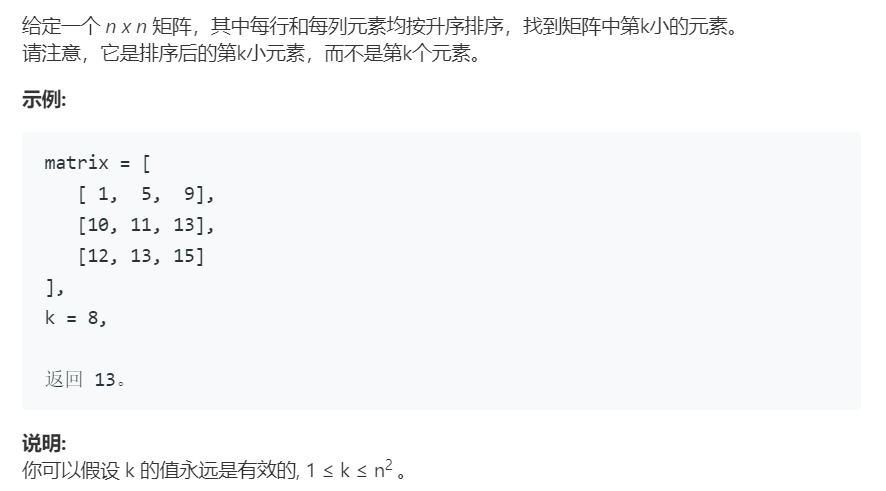 给定一个 n x n 矩阵，其中每行和每列元素均按升序排序，找到矩阵中第k小的元素。
请注意，它是排序后的第k小元素，而不是第k个元素。
示例:
matrix = [
[ 1,  5,  9],
[10, 11, 13],
[12, 13, 15]
],
k = 8,
返回 13。
说明:
你可以假设 k 的值永远是有效的, 1 ≤ k ≤ n² 。